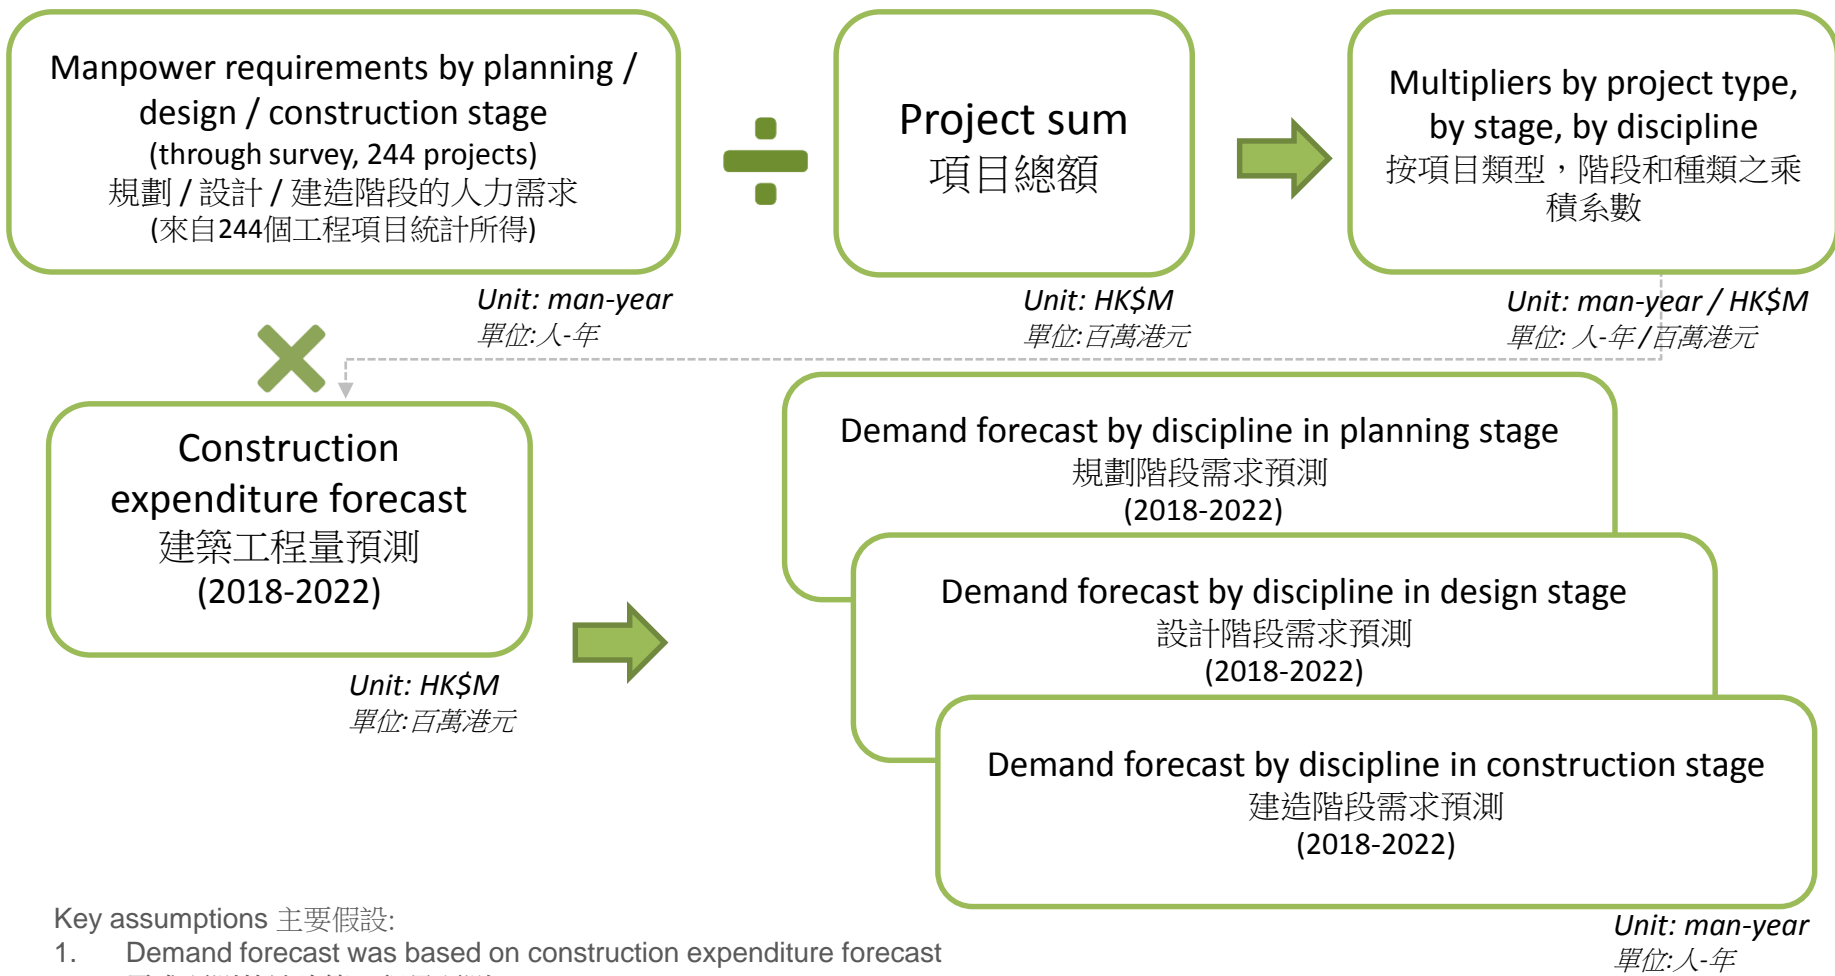 Manpower requirements by planning /
design / construction stage
(through survey, 244 projects)
規劃 / 設計 / 建造階段的人力需求
(來自244個工程項目統計所得)
Unit: man-year
單位:人-年
Project sum
項目總額
Unit: HK$M
單位:百萬港元
Multipliers by project type,
by stage, by discipline
按項目類型，階段和種類之乘
積系數
Unit: man-year / HK$M
單位: 人-年 / 百萬港元
Construction
expenditure forecast
建築工程量預測
(2018-2022)
Unit: HK$M
單位:百萬港元
Demand forecast by discipline in planning stage
規劃階段需求預測
(2018-2022)
Demand forecast by discipline in design stage
設計階段需求預測
(2018-2022)
Demand forecast by discipline in construction stage
建造階段需求預測
(2018-2022)
Unit: man-year
單位:人-年
Key assumptions 主要假設:
1. Demand forecast was based on construction expenditure forecast